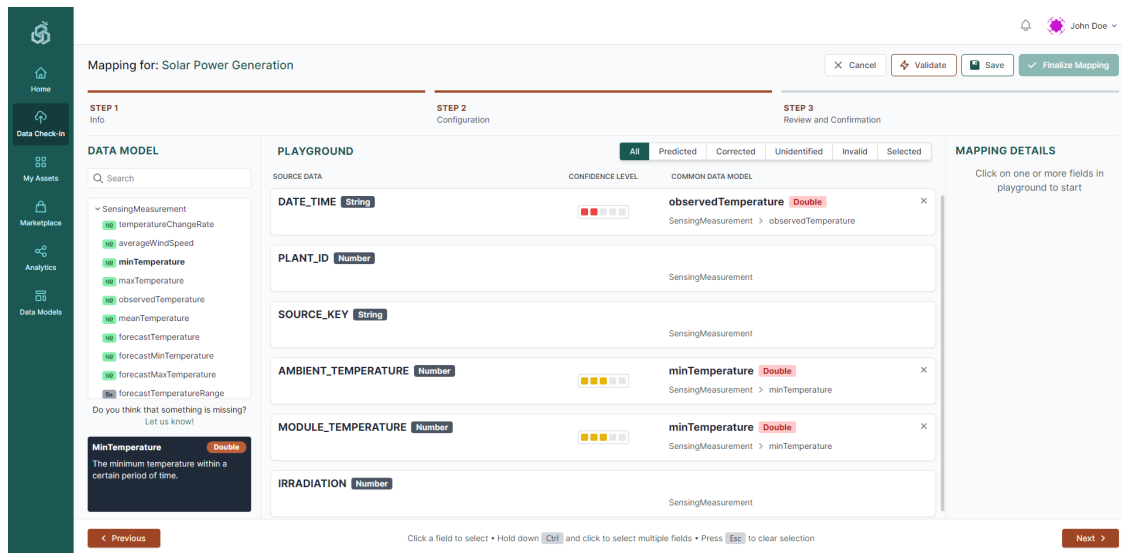 John Doe
Home
Data Check-in
My Assets
Marketplace
Analytics
Data Models
Mapping for: Solar Power Generation
Cancel
Validate
Save
Finalize Mapping
STEP 1
Info
STEP 2
Configuration
STEP 3
Review and Confirmation
DATA MODEL
Search
SensingMeasurement
temperatureChangeRate
averageWindSpeed
minTemperature
maxTemperature
observedTemperature
meanTemperature
forecastTemperature
forecastMinTemperature
forecastMaxTemperature
forecastTemperatureRange
Do you think that something is missing?
Let us know!
MinTemperature Double
The minimum temperature within a
certain period of time.
PLAYGROUND
All Predicted Corrected Unidentified Invalid Selected
SOURCE DATA CONFIDENCE LEVEL COMMON DATA MODEL
DATE_TIME String observedTemperature Double
SensingMeasurement > observedTemperature
PLANT_ID Number
SensingMeasurement
SOURCE_KEY String
SensingMeasurement
AMBIENT_TEMPERATURE Number minTemperature Double
SensingMeasurement > minTemperature
MODULE_TEMPERATURE Number minTemperature Double
SensingMeasurement > minTemperature
IRRADIATION Number
SensingMeasurement
MAPPING DETAILS
Click on one or more fields in
playground to start
Previous
Click a field to select • Hold down Ctrl and click to select multiple fields • Press Esc to clear selection
Next